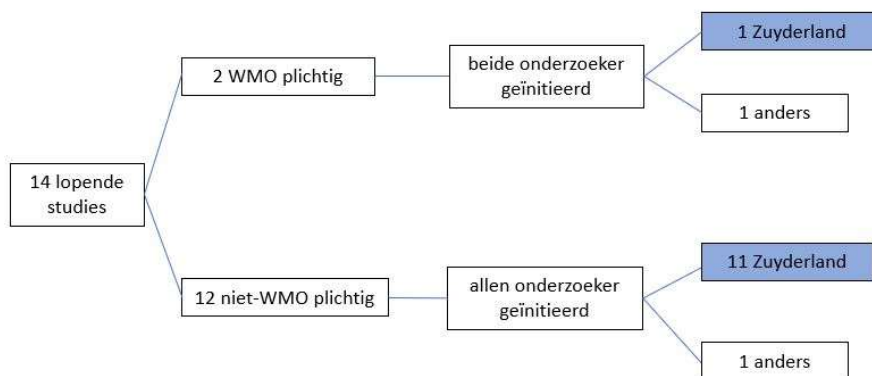 14 lopende
studies
2 WMO plichtig
beide onderzoeker
geïnitieerd
1 Zuyderland
1 anders
12 niet-WMO plichtig
allen onderzoeker
geïnitieerd
11 Zuyderland
1 anders